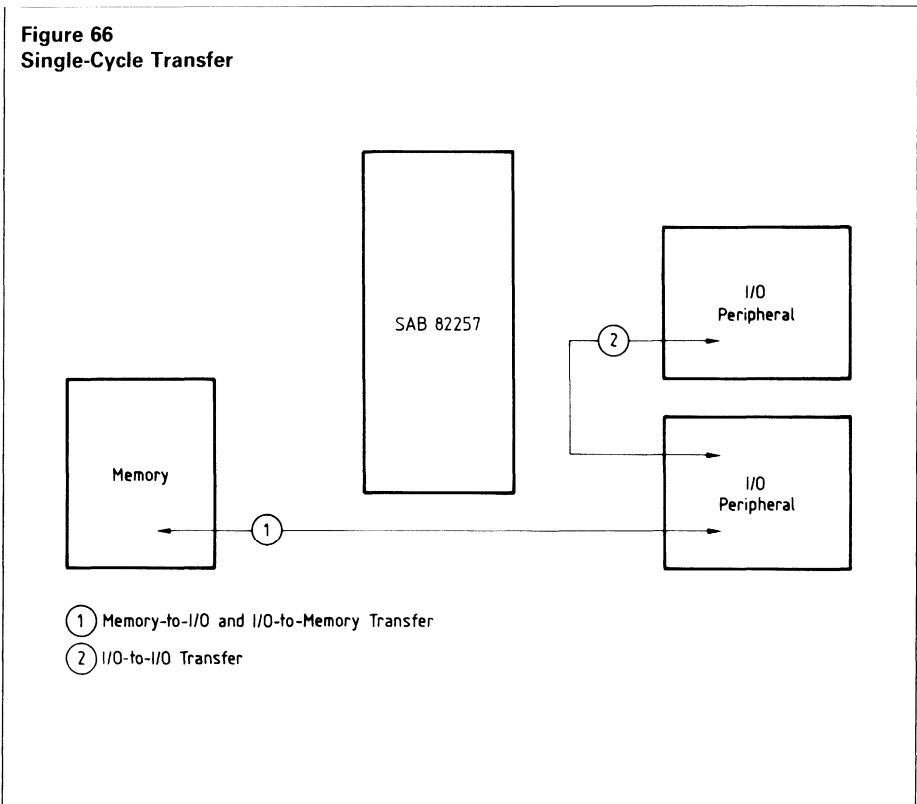 Figure 66
Single-Cycle Transfer
SAB 82257
I/O
Peripheral
2
Memory
I/O
Peripheral
1
1 Memory-to-I/O and I/O-to-Memory Transfer
2 I/O-to-I/O Transfer